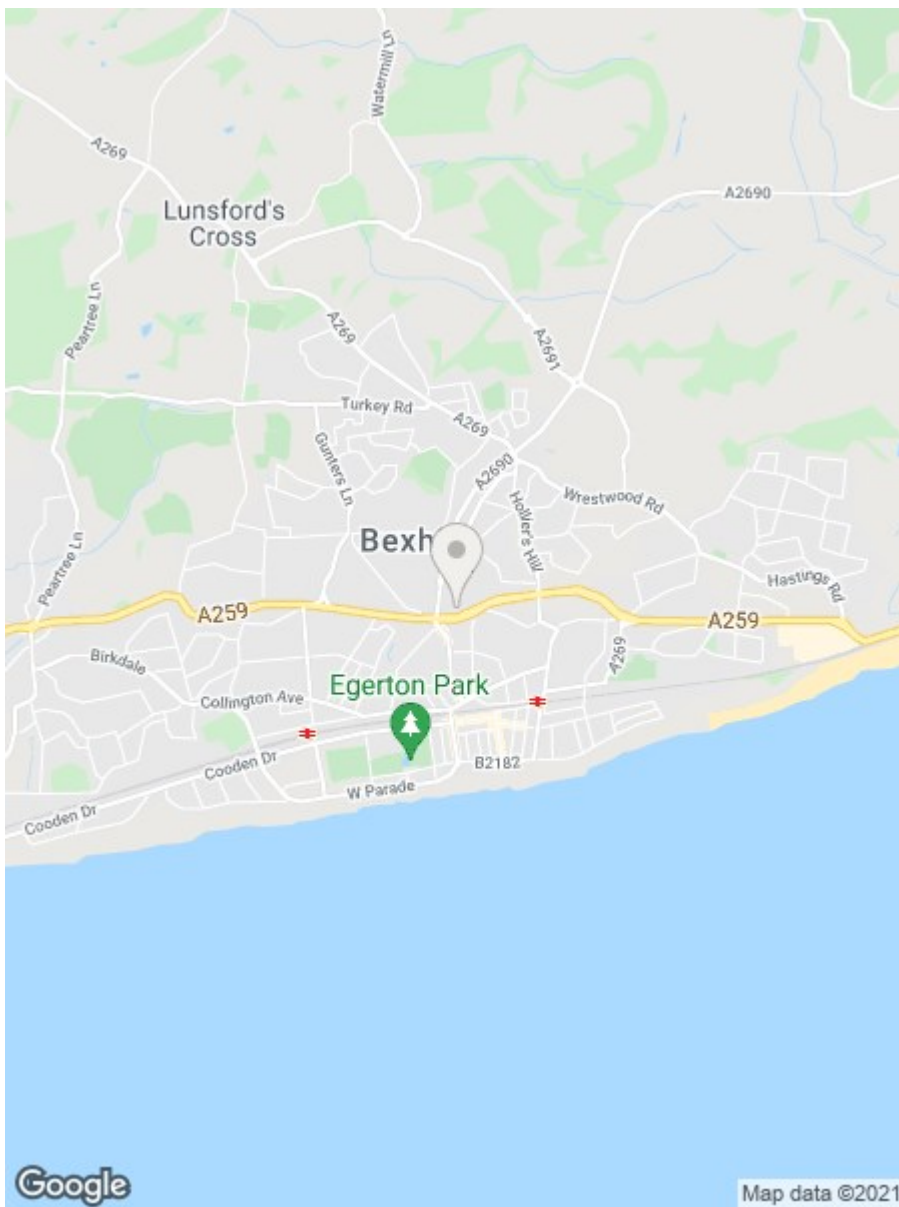 Watermill Ln
A269
A2690
Lunsford's
Cross
Peartree Ln
A269
A2691
Turkey Rd
A269
Gunters Ln
A2690
Wrestwood Rd
Holliers Hill
Bexh
Peartree Ln
Hastings Rd
A259
A259
Birkdale
A269
Collington Ave
Egerton Park
Cooden Dr
B2182
W Parade
Cooden Dr
Google
Map data ©2021